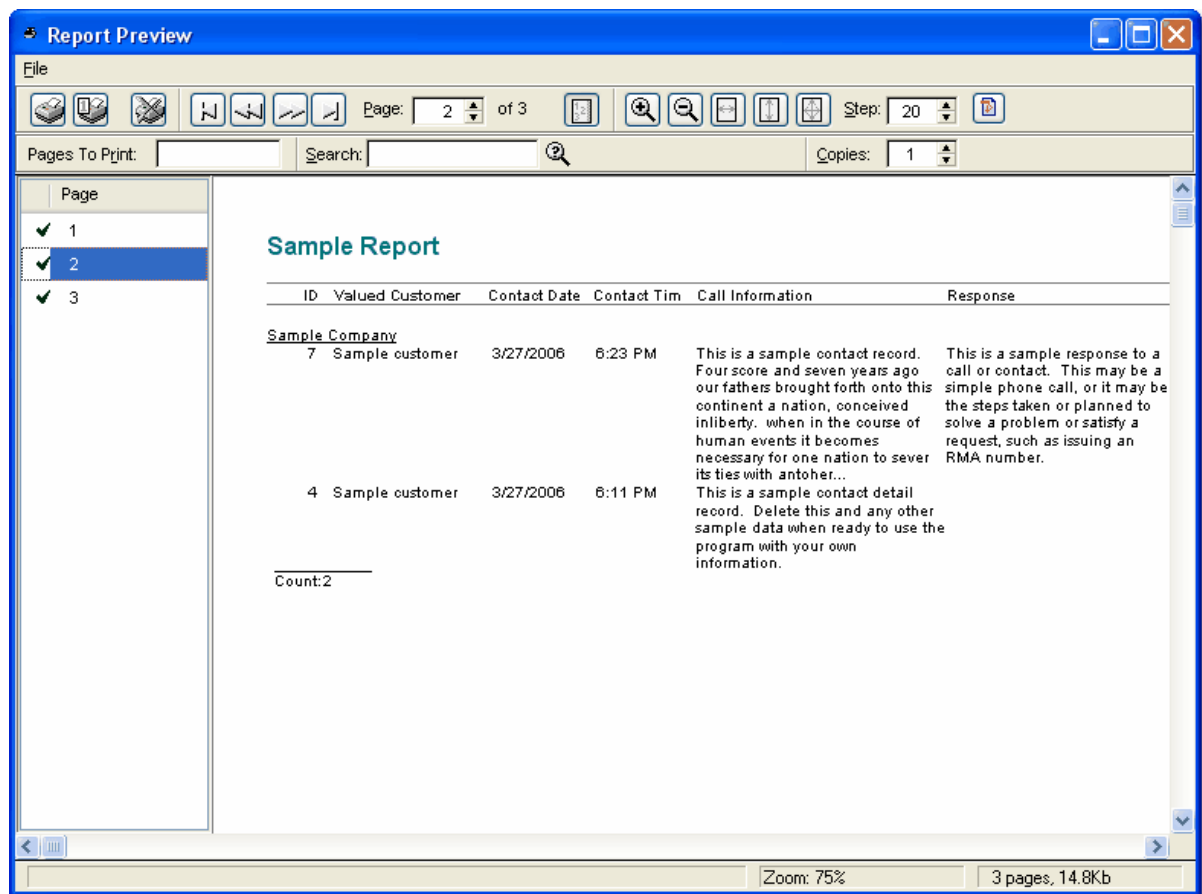 Report Preview
File
Page: 2 of 3 Step: 20
Pages To Print: Search: Copies: 1
Page
1
2
3
Sample Report
ID Valued Customer Contact Date Contact Tim Call Information Response
Sample Company
7 Sample customer 3/27/2006 6:23 PM This is a sample contact record. This is a sample response to a
Four score and seven years ago call or contact. This may be a
our fathers brought forth onto this simple phone call, or it may be
continent a nation, conceived the steps taken or planned to
inliberty. when in the course of solve a problem or satisfy a
human events it becomes request, such as issuing an
necessary for one nation to sever RMA number.
its ties with antoher...
4 Sample customer 3/27/2006 6:11 PM This is a sample contact detail
record. Delete this and any other
sample data when ready to use the
program with your own
information.
Count:2
Zoom: 75% 3 pages, 14.8Kb